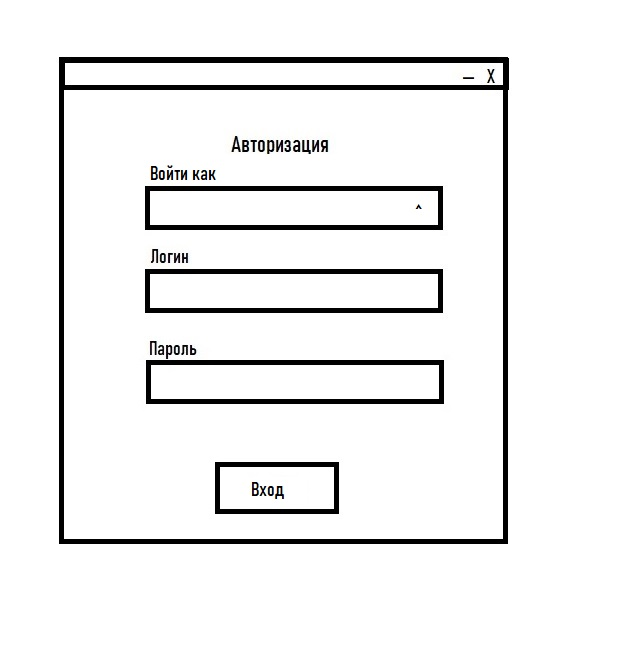 – X
Авторизация
Войти как
^
Логин
Пароль
Вход